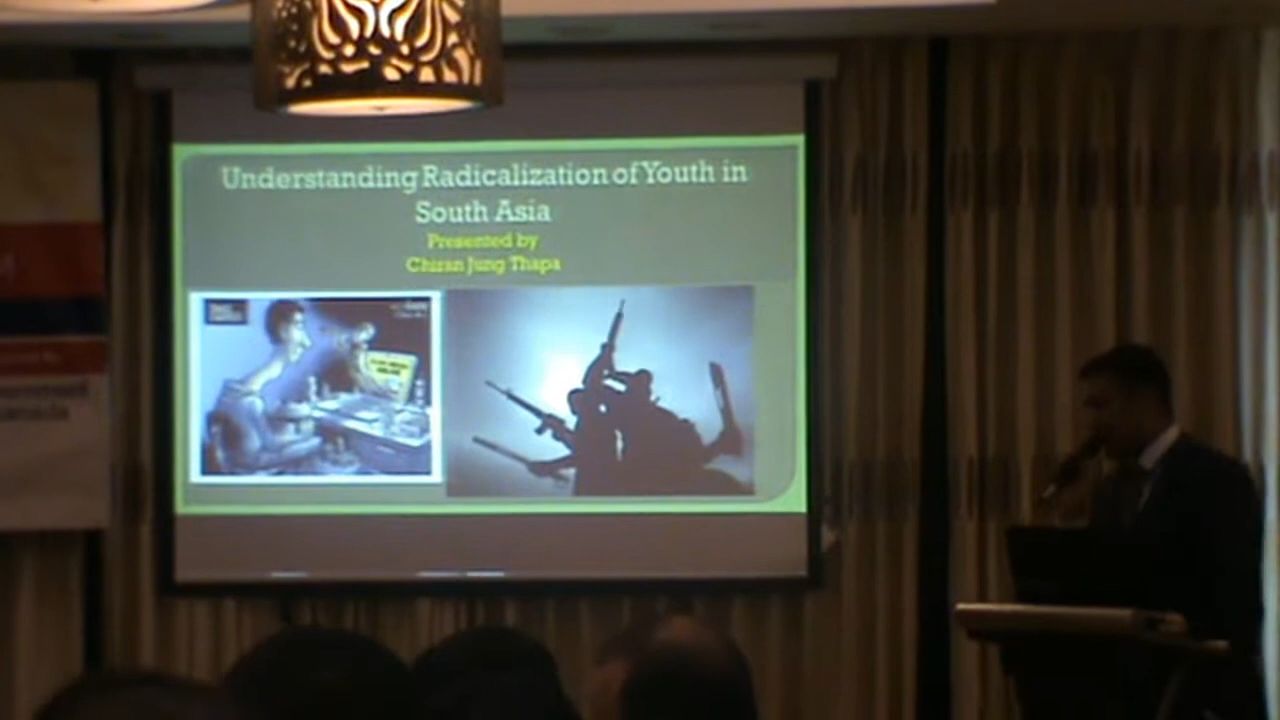 Understanding Radicalization of Youth in
South Asia
Presented by
Chiran Jung Thapa